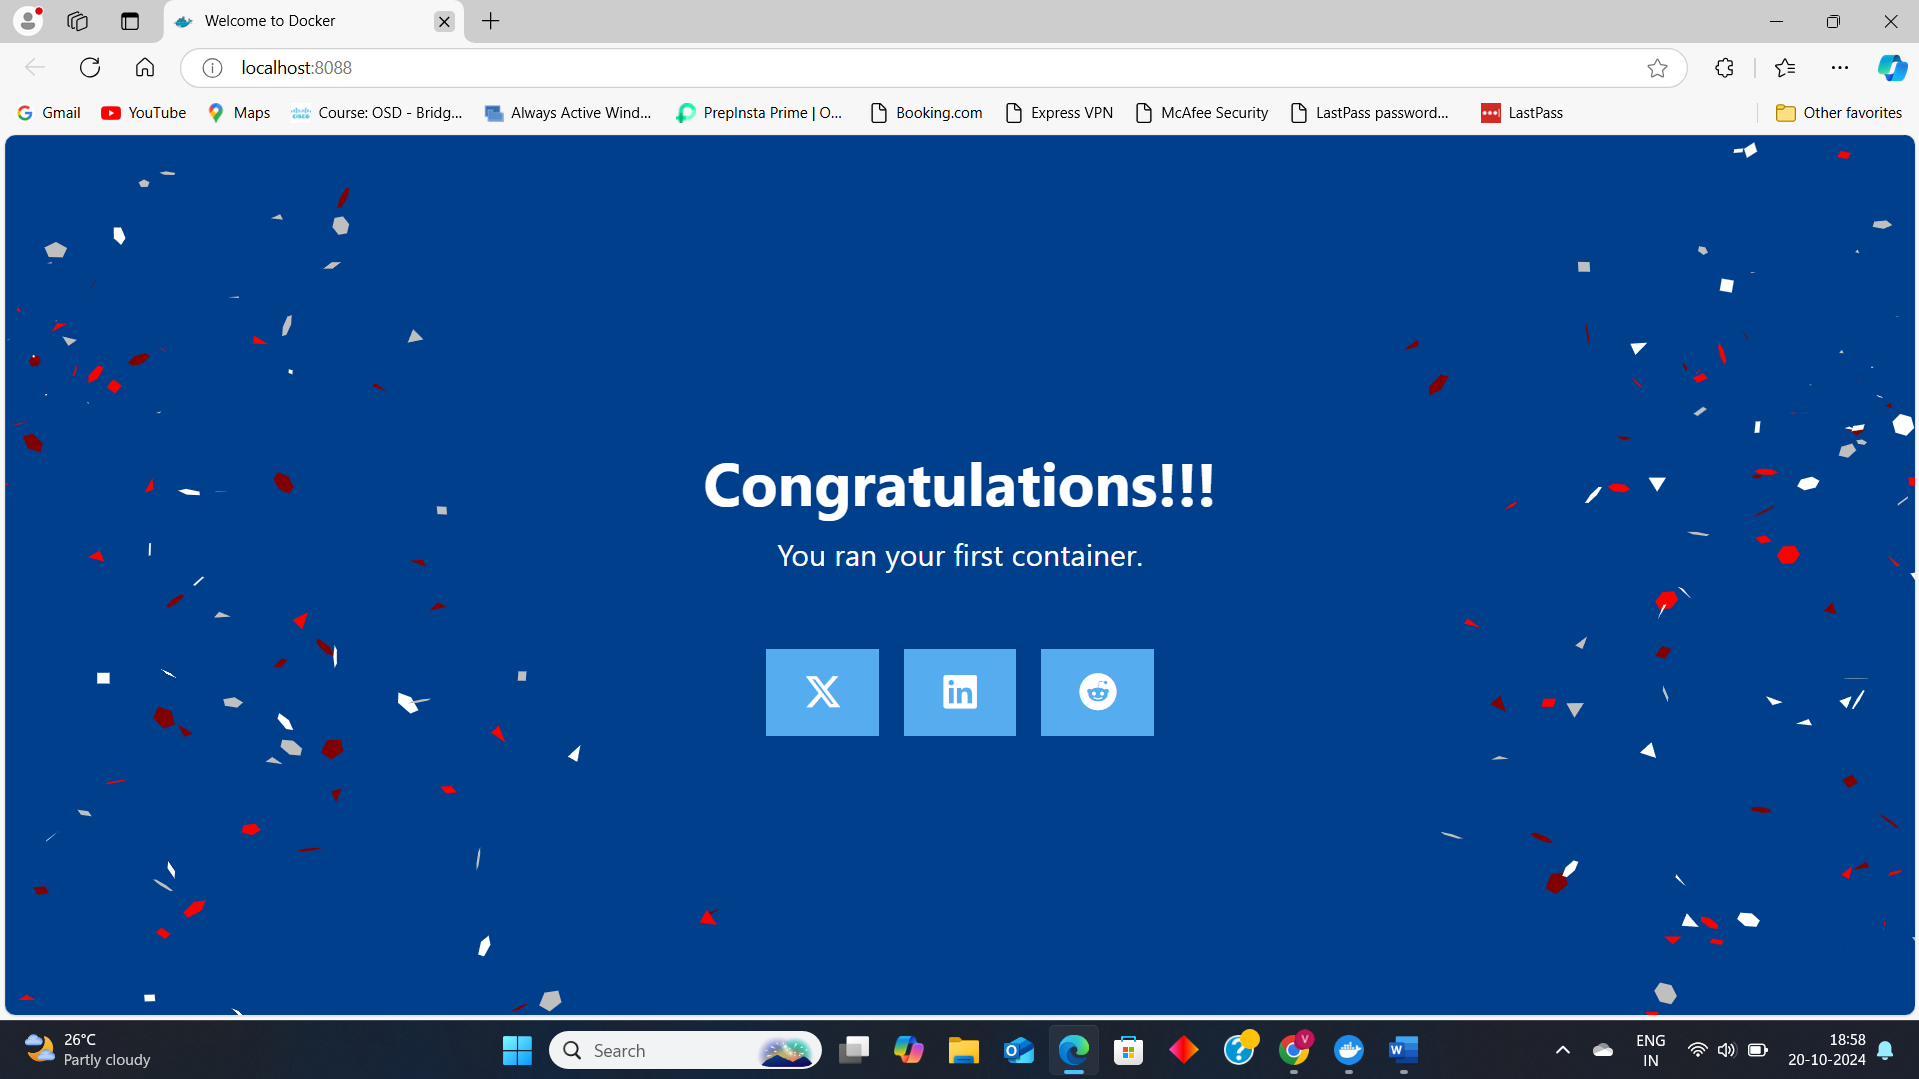 Welcome to Docker
localhost:8088
Gmail
YouTube
Maps
Course: OSD - Bridg...
Always Active Wind...
PrepInsta Prime | O...
Booking.com
Express VPN
McAfee Security
LastPass password...
LastPass
Other favorites
Congratulations!!!
You ran your first container.
26°C
Partly cloudy
Search
V
ENG
IN
18:58
20-10-2024